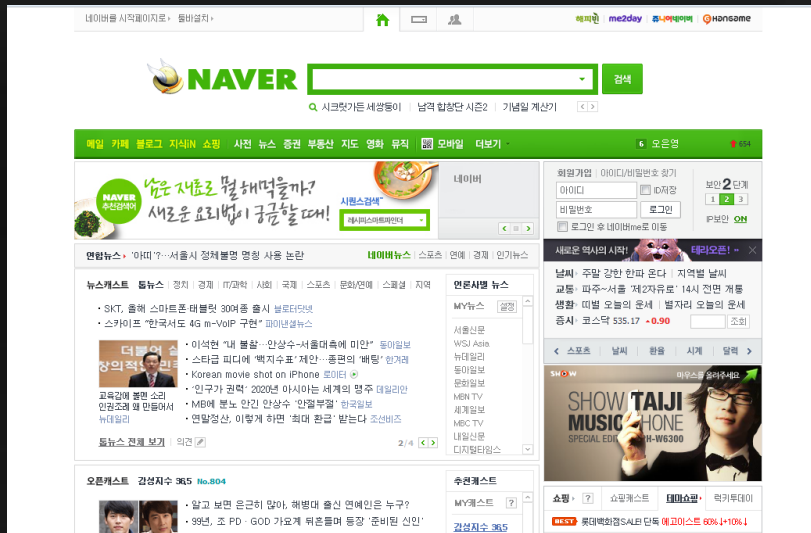 네이버를 시작페이지로 툴바설치
해피빈 me2day 쥬니어네이버 Hangame
NAVER
검색
시크릿가든 세쌍둥이 남격 합창단 시즌2 기념일 계산기
메일 카페 블로그 지식iN 쇼핑 사전 뉴스 증권 부동산 지도 영화 뮤직 모바일 더보기
6 오은영 654
NAVER
추천검색어
남은 재료로 뭘 해먹을까?
새로운 요리법이 궁금할 때!
시퀀스검색
레시피스마트파인더
네이버
회원가입 아이디/비밀번호 찾기
아이디 ID저장
비밀번호 로그인
로그인 후 네이버me로 이동
보안 2 단계
1 2 3
IP보안 ON
연합뉴스 '아띠'?…서울시 정체불명 명칭 사용 논란
네이버뉴스 스포츠 연예 경제 인기뉴스
새로운 역사의 시작! 테라오픈!
뉴스캐스트 톱뉴스 정치 경제 IT/과학 사회 국제 스포츠 문화/연예 스페셜 지역
SKT, 올해 스마트폰·태블릿 30여종 출시 블로터닷넷
스카이프 “한국서도 4G m-VoIP 구현” 파이낸셜뉴스
교육감에 볼멘 소리
인권조례 왜 만들어서
뉴데일리
이석현 "내 불찰…안상수-서울대측에 미안" 동아일보
스타급 피디에 '백지수표' 제안…종편의 '배팅' 한겨레
Korean movie shot on iPhone 로이터
'인구가 권력' 2020년 아시아는 세계의 맹주 데일리안
MB에 분노 안긴 안상수 '안절부절' 한국일보
연말정산, 이렇게 하면 '최대 환급' 받는다 조선비즈
톱뉴스 전체 보기 의견
2/4
언론사별 뉴스
MY뉴스 설정
서울신문
WSJ Asia
뉴데일리
동아일보
문화일보
MBN TV
세계일보
MBC TV
내일신문
디지털타임스
날씨 주말 강한 한파 온다 지역별 날씨
교통 파주~서울 '제2자유로' 14시 전면 개통
생활 띠별 오늘의 운세 별자리 오늘의 운세
증시 코스닥 535.17 0.90 조회
스포츠 날씨 환율 시계 달력
SHOW 마우스를 올려주세요
SHOW TAIJI
MUSIC PHONE
SPECIAL EDITION
오픈캐스트 감성지수 36.5 No.804
알고 보면 은근히 많아, 해병대 출신 연예인은 누구?
99년, 조 PD·GOD 가요계 뒤흔들며 등장 '준비된 신인'
추천캐스트
MY캐스트 ?
감성지수 36.5
쇼핑 ? 쇼핑캐스트 테마쇼핑 럭키투데이
BEST 롯데백화점SALE! 단독 에고이스트 60%↓+10%↓